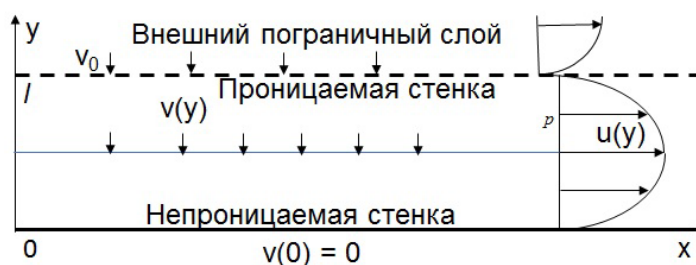 y
Внешний пограничный слой
v₀
l
Проницаемая стенка
v(y)
p
u(y)
Непроницаемая стенка
0
v(0) = 0
x